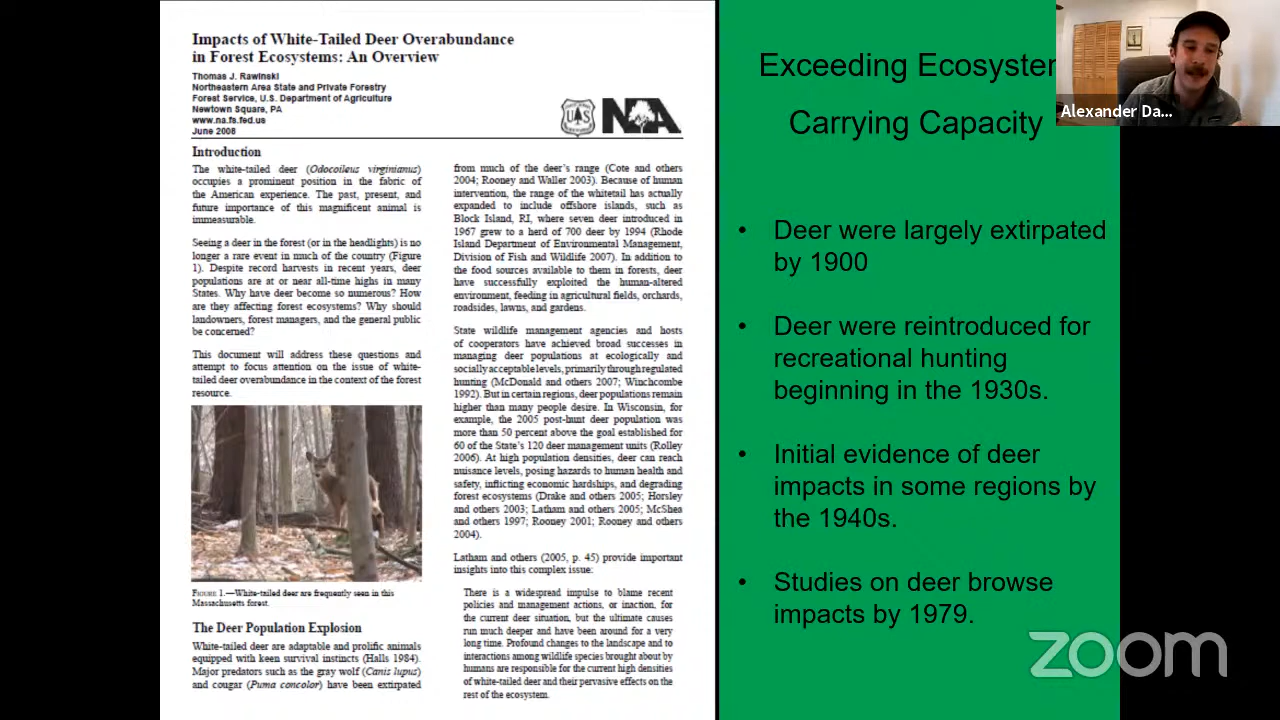 Impacts of White-Tailed Deer Overabundance
in Forest Ecosystems: An Overview
Thomas J. Rawinski
Northeastern Area State and Private Forestry
Forest Service, U.S. Department of Agriculture
Newtown Square, PA
www.na.fs.fed.us
June 2008
U S
NA
Introduction
The white-tailed deer (Odocoileus virginianus)
occupies a prominent position in the fabric of
the American experience. The past, present, and
future importance of this magnificent animal is
immeasurable.
Seeing a deer in the forest (or in the headlights) is no
longer a rare event in much of the country (Figure
1). Despite record harvests in recent years, deer
populations are at or near all-time highs in many
States. Why have deer become so numerous? How
are they affecting forest ecosystems? Why should
landowners, forest managers, and the general public
be concerned?
This document will address these questions and
attempt to focus attention on the issue of white-
tailed deer overabundance in the context of the forest
resource.
FIGURE 1.—White-tailed deer are frequently seen in this
Massachusetts forest.
The Deer Population Explosion
White-tailed deer are adaptable and prolific animals
equipped with keen survival instincts (Halls 1984).
Major predators such as the gray wolf (Canis lupus)
and cougar (Puma concolor) have been extirpated
from much of the deer's range (Cote and others
2004; Rooney and Waller 2003). Because of human
intervention, the range of the whitetail has actually
expanded to include offshore islands, such as
Block Island, RI, where seven deer introduced in
1967 grew to a herd of 700 deer by 1994 (Rhode
Island Department of Environmental Management,
Division of Fish and Wildlife 2007). In addition to
the food sources available to them in forests, deer
have successfully exploited the human-altered
environment, feeding in agricultural fields, orchards,
roadsides, lawns, and gardens.
State wildlife management agencies and hosts
of cooperators have achieved broad successes in
managing deer populations at ecologically and
socially acceptable levels, primarily through regulated
hunting (McDonald and others 2007; Winchcombe
1992). But in certain regions, deer populations remain
higher than many people desire. In Wisconsin, for
example, the 2005 post-hunt deer population was
more than 50 percent above the goal established for
60 of the State's 120 deer management units (Rolley
2006). At high population densities, deer can reach
nuisance levels, posing hazards to human health and
safety, inflicting economic hardships, and degrading
forest ecosystems (Drake and others 2005; Horsley
and others 2003; Latham and others 2005; McShea
and others 1997; Rooney 2001; Rooney and others
2004).
Latham and others (2005, p. 45) provide important
insights into this complex issue:
There is a widespread impulse to blame recent
policies and management actions, or inaction, for
the current deer situation, but the ultimate causes
run much deeper and have been around for a very
long time. Profound changes to the landscape and to
interactions among wildlife species brought about by
humans are responsible for the current high densities
of white-tailed deer and their pervasive effects on the
rest of the ecosystem.
Exceeding Ecosystem
Carrying Capacity
• Deer were largely extirpated
by 1900
• Deer were reintroduced for
recreational hunting
beginning in the 1930s.
• Initial evidence of deer
impacts in some regions by
the 1940s.
• Studies on deer browse
impacts by 1979.
Alexander Da...
zoom